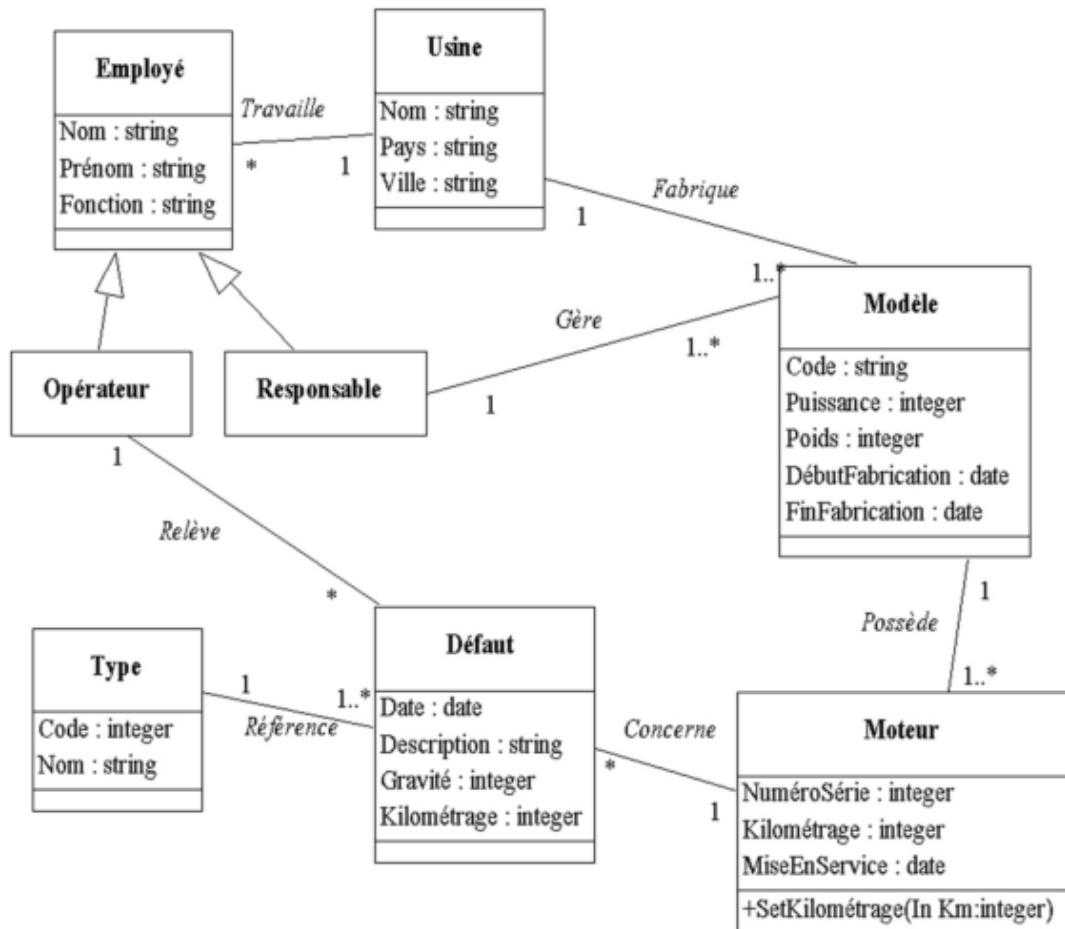 Employé
Nom : string
Prénom : string
Fonction : string
Travaille
*
1
Usine
Nom : string
Pays : string
Ville : string
Fabrique
1
1..*
Gère
1..*
1
Modèle
Code : string
Puissance : integer
Poids : integer
DébutFabrication : date
FinFabrication : date
Opérateur
Responsable
1
Relève
*
1
Possède
1..*
Type
Code : integer
Nom : string
1
1..*
Référence
Défaut
Date : date
Description : string
Gravité : integer
Kilométrage : integer
Concerne
*
1
Moteur
NuméroSérie : integer
Kilométrage : integer
MiseEnService : date
+SetKilométrage(In Km:integer)